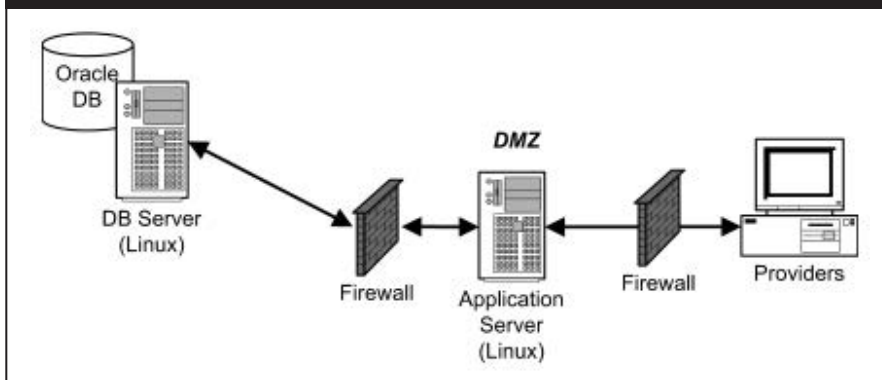 Oracle
DB
DB Server
(Linux)
Firewall
DMZ
Application
Server
(Linux)
Firewall
Providers